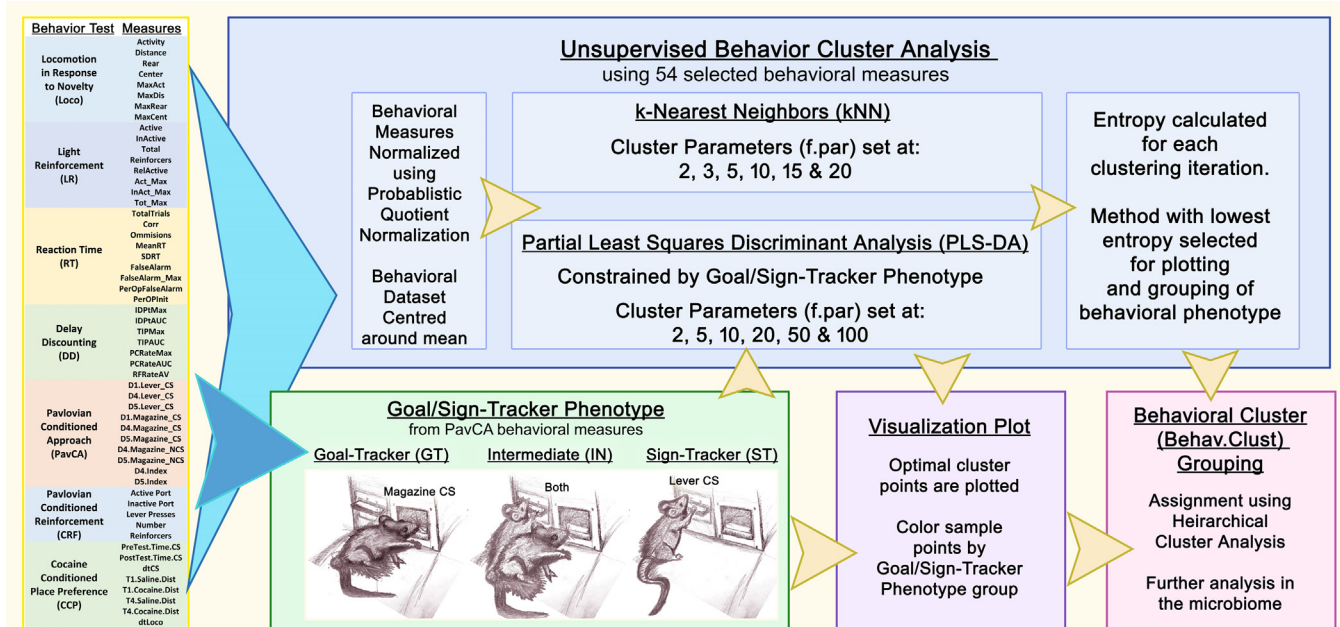 Behavior Test Measures
Locomotion
in Response
to Novelty
(Loco)
Activity
Distance
Rear
Center
MaxAct
MaxDis
MaxRear
MaxCent
Light
Reinforcement
(LR)
Active
InActive
Total
Reinforcers
RelActive
Act_Max
InAct_Max
Tot_Max
Reaction Time
(RT)
TotalTrials
Corr
Ommisions
MeanRT
SDRT
FalseAlarm
FalseAlarm_Max
PerOpFalseAlarm
PerOPInit
Delay
Discounting
(DD)
IDPtMax
IDPtAUC
TIPMax
TIPAUC
PCRateMax
PCRateAUC
RFRateAV
Pavlovian
Conditioned
Approach
(PavCA)
D1.Lever_CS
D4.Lever_CS
D5.Lever_CS
D1.Magazine_CS
D4.Magazine_CS
D5.Magazine_CS
D4.Magazine_NCS
D5.Magazine_NCS
D4.Index
D5.Index
Pavlovian
Conditioned
Reinforcement
(CRF)
Active Port
Inactive Port
Lever Presses
Number
Reinforcers
Cocaine
Conditioned
Place Preference
(CCP)
PreTest.Time.CS
PostTest.Time.CS
dtCS
T1.Saline.Dist
T1.Cocaine.Dist
T4.Saline.Dist
T4.Cocaine.Dist
dtLoco
Unsupervised Behavior Cluster Analysis
using 54 selected behavioral measures
Behavioral
Measures
Normalized
using
Probablistic
Quotient
Normalization
Behavioral
Dataset
Centred
around mean
k-Nearest Neighbors (kNN)
Cluster Parameters (f.par) set at:
2, 3, 5, 10, 15 & 20
Partial Least Squares Discriminant Analysis (PLS-DA)
Constrained by Goal/Sign-Tracker Phenotype
Cluster Parameters (f.par) set at:
2, 5, 10, 20, 50 & 100
Entropy calculated
for each
clustering iteration.
Method with lowest
entropy selected
for plotting
and grouping of
behavioral phenotype
Goal/Sign-Tracker Phenotype
from PavCA behavioral measures
Goal-Tracker (GT) Intermediate (IN) Sign-Tracker (ST)
Magazine CS Both Lever CS
Visualization Plot
Optimal cluster
points are plotted
Color sample
points by
Goal/Sign-Tracker
Phenotype group
Behavioral Cluster
(Behav.Clust)
Grouping
Assignment using
Heirarchical
Cluster Analysis
Further analysis in
the microbiome